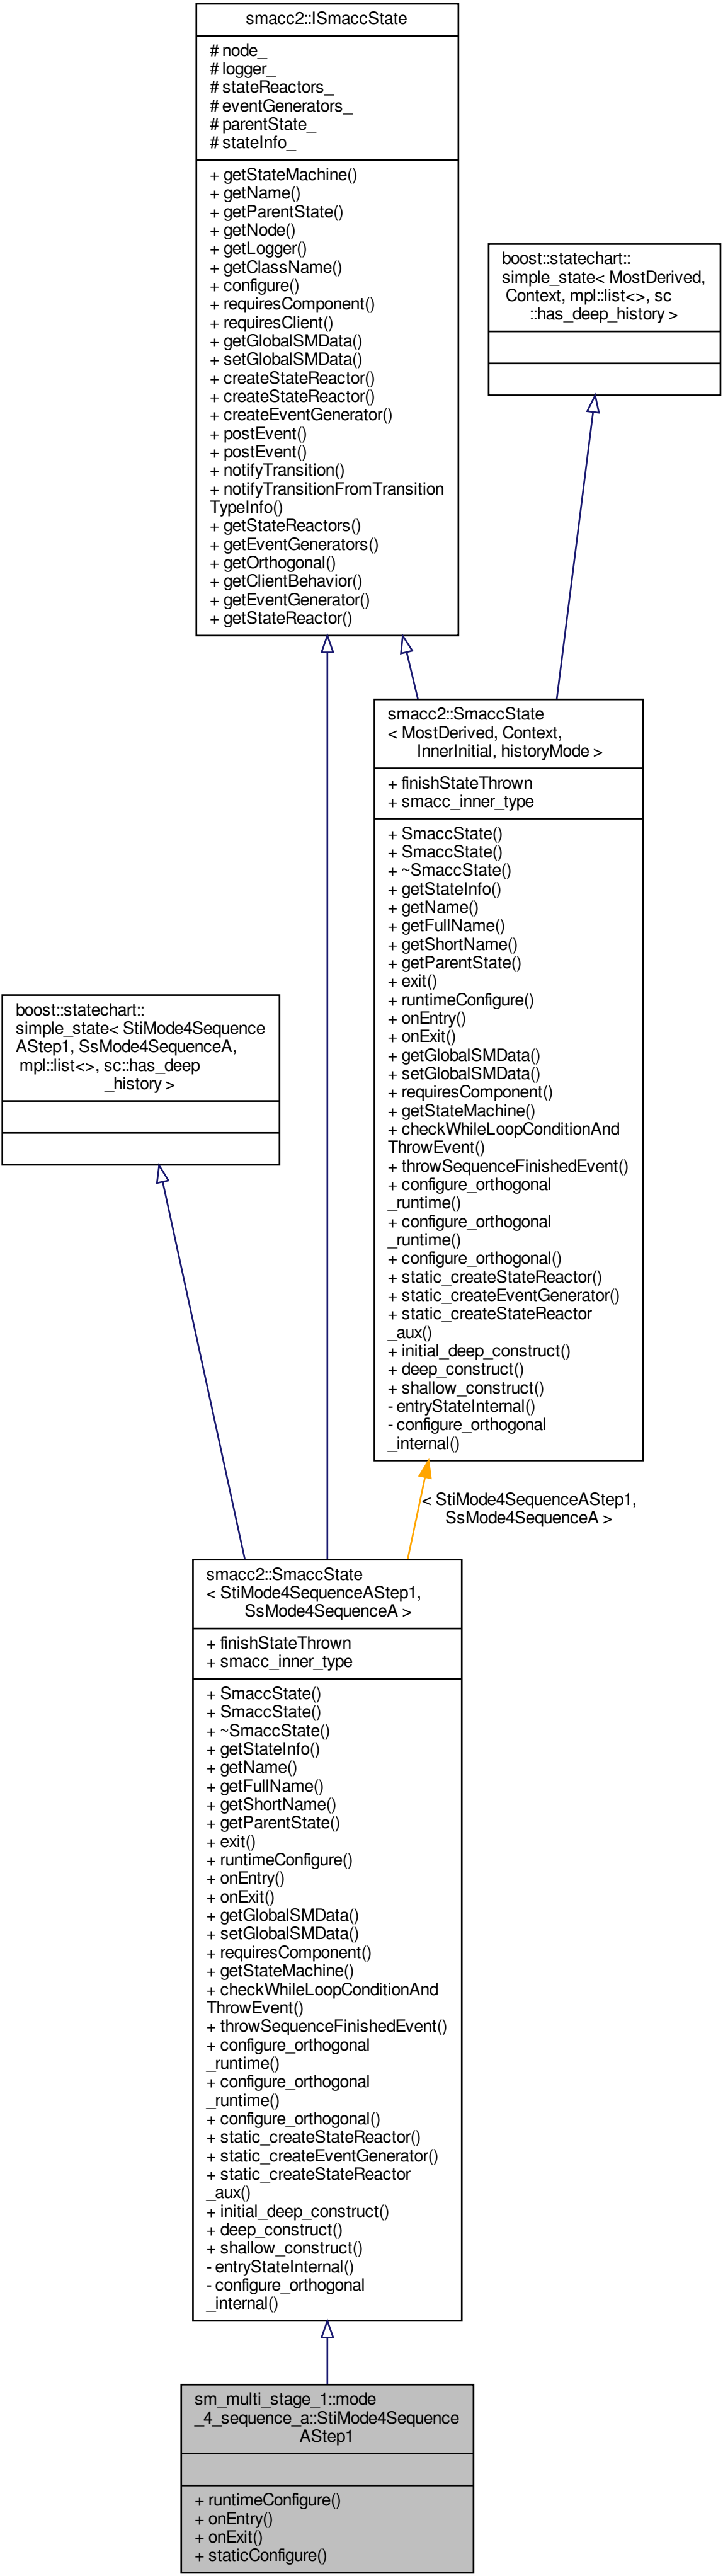 smacc2::ISmaccState
# node_
# logger_
# stateReactors_
# eventGenerators_
# parentState_
# stateInfo_
+ getStateMachine()
+ getName()
+ getParentState()
+ getNode()
+ getLogger()
+ getClassName()
+ configure()
+ requiresComponent()
+ requiresClient()
+ getGlobalSMData()
+ setGlobalSMData()
+ createStateReactor()
+ createStateReactor()
+ createEventGenerator()
+ postEvent()
+ postEvent()
+ notifyTransition()
+ notifyTransitionFromTransition
TypeInfo()
+ getStateReactors()
+ getEventGenerators()
+ getOrthogonal()
+ getClientBehavior()
+ getEventGenerator()
+ getStateReactor()
boost::statechart::
simple_state< MostDerived,
Context, mpl::list<>, sc
::has_deep_history >
smacc2::SmaccState
< MostDerived, Context,
InnerInitial, historyMode >
+ finishStateThrown
+ smacc_inner_type
+ SmaccState()
+ SmaccState()
+ ~SmaccState()
+ getStateInfo()
+ getName()
+ getFullName()
+ getShortName()
+ getParentState()
+ exit()
+ runtimeConfigure()
+ onEntry()
+ onExit()
+ getGlobalSMData()
+ setGlobalSMData()
+ requiresComponent()
+ getStateMachine()
+ checkWhileLoopConditionAnd
ThrowEvent()
+ throwSequenceFinishedEvent()
+ configure_orthogonal
_runtime()
+ configure_orthogonal
_runtime()
+ configure_orthogonal()
+ static_createStateReactor()
+ static_createEventGenerator()
+ static_createStateReactor
_aux()
+ initial_deep_construct()
+ deep_construct()
+ shallow_construct()
- entryStateInternal()
- configure_orthogonal
_internal()
boost::statechart::
simple_state< StiMode4Sequence
AStep1, SsMode4SequenceA,
mpl::list<>, sc::has_deep
_history >
< StiMode4SequenceAStep1,
SsMode4SequenceA >
smacc2::SmaccState
< StiMode4SequenceAStep1,
SsMode4SequenceA >
+ finishStateThrown
+ smacc_inner_type
+ SmaccState()
+ SmaccState()
+ ~SmaccState()
+ getStateInfo()
+ getName()
+ getFullName()
+ getShortName()
+ getParentState()
+ exit()
+ runtimeConfigure()
+ onEntry()
+ onExit()
+ getGlobalSMData()
+ setGlobalSMData()
+ requiresComponent()
+ getStateMachine()
+ checkWhileLoopConditionAnd
ThrowEvent()
+ throwSequenceFinishedEvent()
+ configure_orthogonal
_runtime()
+ configure_orthogonal
_runtime()
+ configure_orthogonal()
+ static_createStateReactor()
+ static_createEventGenerator()
+ static_createStateReactor
_aux()
+ initial_deep_construct()
+ deep_construct()
+ shallow_construct()
- entryStateInternal()
- configure_orthogonal
_internal()
sm_multi_stage_1::mode
_4_sequence_a::StiMode4Sequence
AStep1
+ runtimeConfigure()
+ onEntry()
+ onExit()
+ staticConfigure()